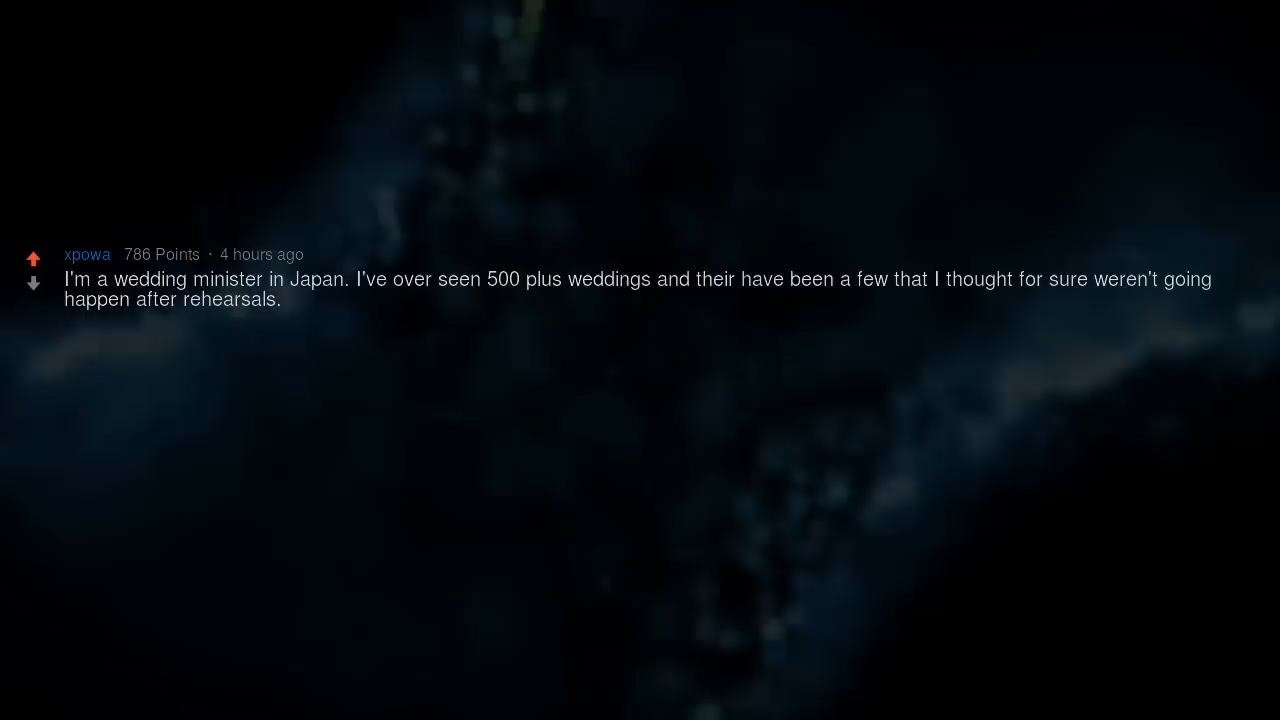 xpowa 786 Points · 4 hours ago
I'm a wedding minister in Japan. I've over seen 500 plus weddings and their have been a few that I thought for sure weren't going
happen after rehearsals.